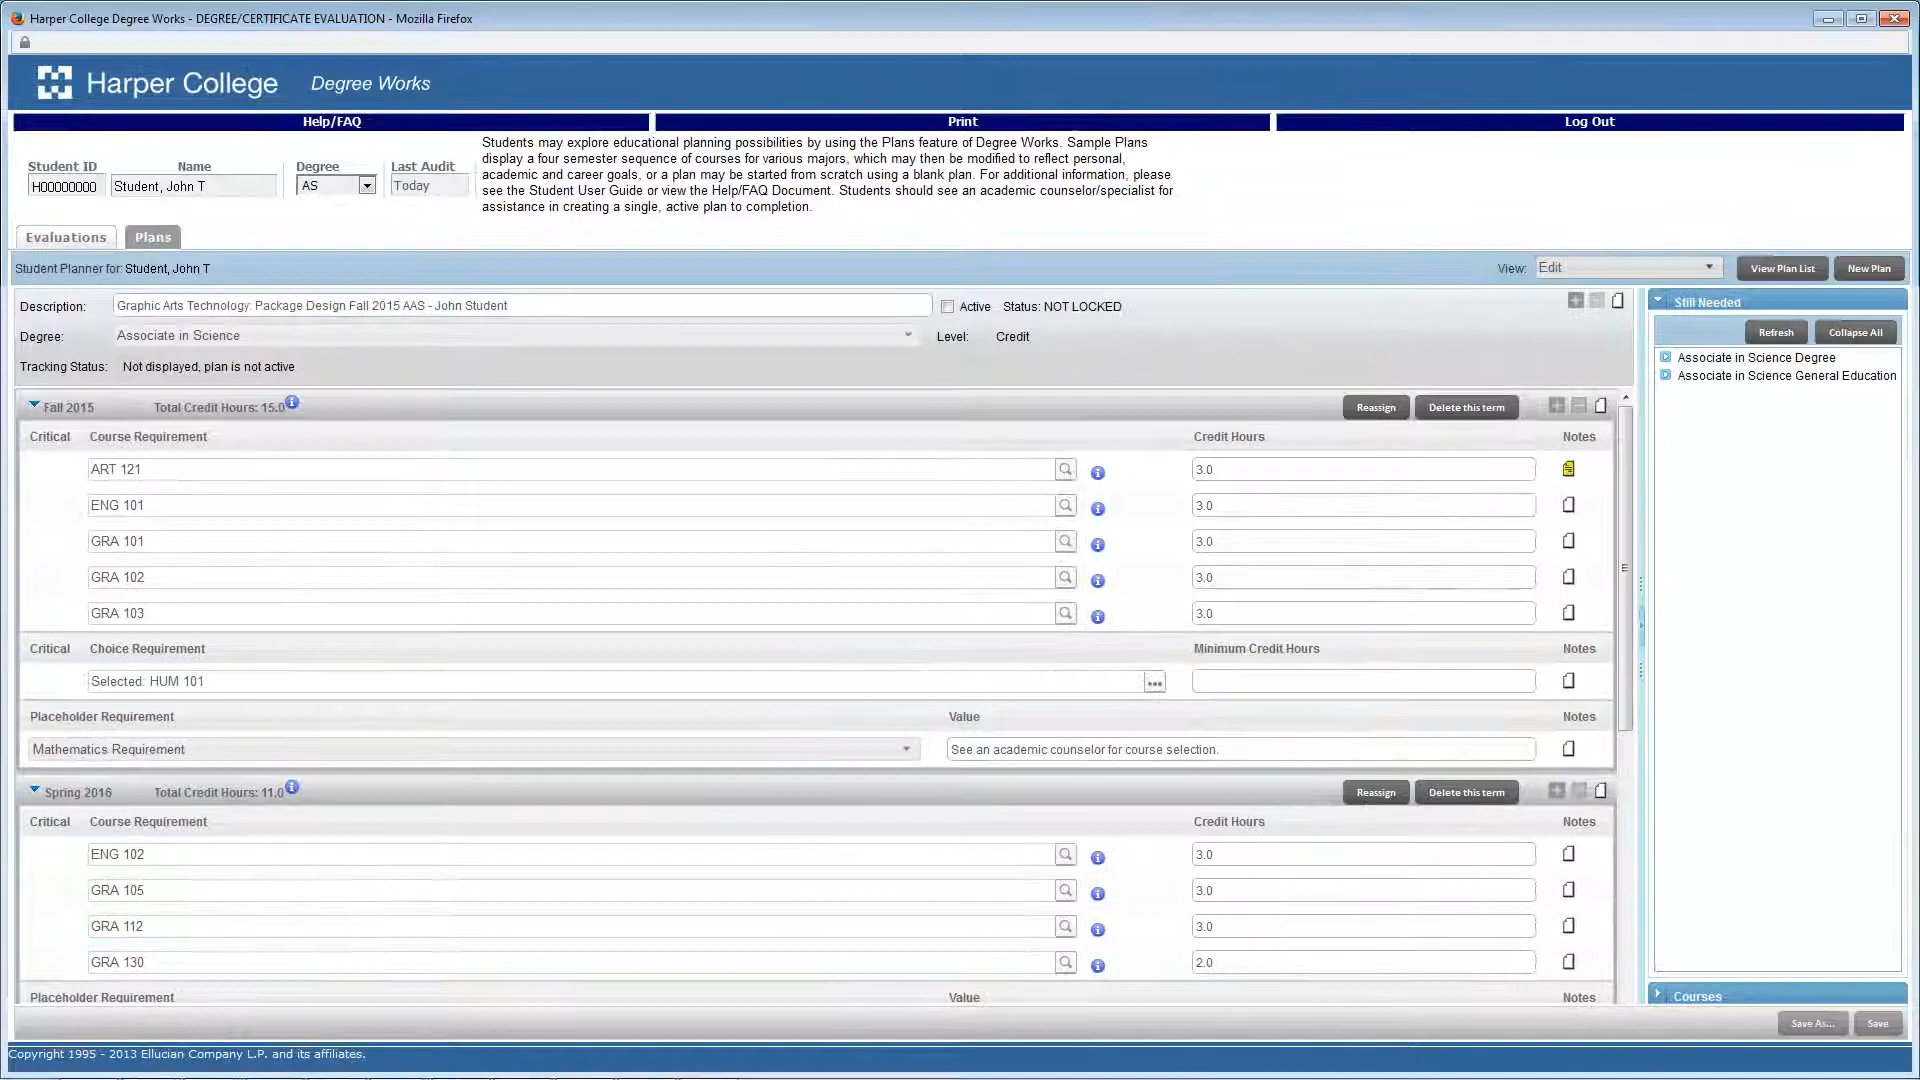 Harper College Degree Works - DEGREE/CERTIFICATE EVALUATION - Mozilla Firefox
Harper College Degree Works
Help/FAQ Print Log Out
Student ID Name Degree Last Audit
H00000000 Student, John T AS Today
Students may explore educational planning possibilities by using the Plans feature of Degree Works. Sample Plans
display a four semester sequence of courses for various majors, which may then be modified to reflect personal,
academic and career goals, or a plan may be started from scratch using a blank plan. For additional information, please
see the Student User Guide or view the Help/FAQ Document. Students should see an academic counselor/specialist for
assistance in creating a single, active plan to completion.
Evaluations Plans
Student Planner for: Student, John T View: Edit View Plan List New Plan
Description: Graphic Arts Technology: Package Design Fall 2015 AAS - John Student Active Status: NOT LOCKED
Degree: Associate in Science Level: Credit
Tracking Status: Not displayed, plan is not active
Fall 2015 Total Credit Hours: 15.0 Reassign Delete this term
Critical Course Requirement Credit Hours Notes
ART 121 3.0
ENG 101 3.0
GRA 101 3.0
GRA 102 3.0
GRA 103 3.0
Critical Choice Requirement Minimum Credit Hours Notes
Selected: HUM 101
Placeholder Requirement Value Notes
Mathematics Requirement See an academic counselor for course selection.
Spring 2016 Total Credit Hours: 11.0 Reassign Delete this term
Critical Course Requirement Credit Hours Notes
ENG 102 3.0
GRA 105 3.0
GRA 112 3.0
GRA 130 2.0
Placeholder Requirement Value Notes
Still Needed
Refresh Collapse All
Associate in Science Degree
Associate in Science General Education
Courses
Save As... Save
Copyright 1995 - 2013 Ellucian Company L.P. and its affiliates.